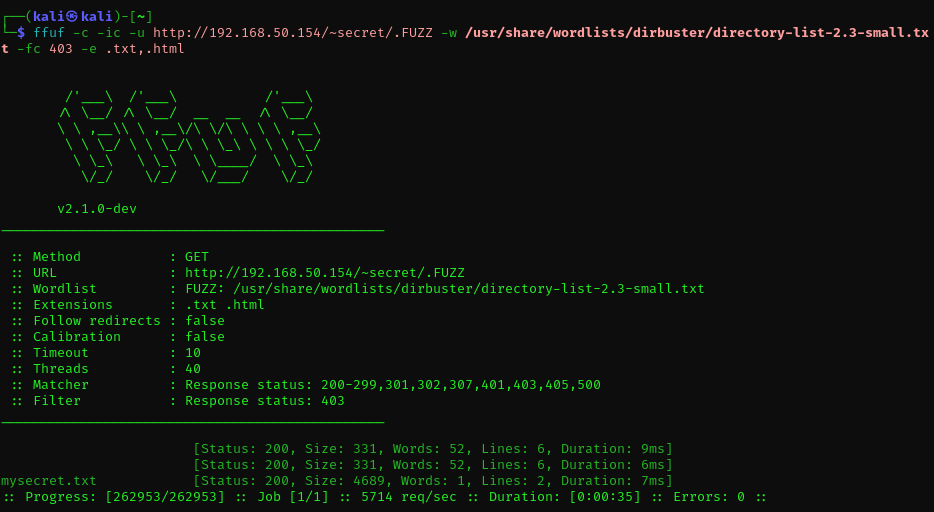 ┌──(kali㉿kali)-[~]
└─$ ffuf -c -ic -u http://192.168.50.154/~secret/.FUZZ -w /usr/share/wordlists/dirbuster/directory-list-2.3-small.tx
t -fc 403 -e .txt,.html
        /'___\  /'___\           /'___\
       /\ \__/ /\ \__/  __  __  /\ \__/
       \ \ ,__\\ \ ,__\/\ \/\ \ \ \ ,__\
        \ \ \_/ \ \ \_/\ \ \_\ \ \ \ \_/
         \ \_\   \ \_\  \ \____/  \ \_\
          \/_/    \/_/   \/___/    \/_/
       v2.1.0-dev
________________________________________________
 :: Method           : GET
 :: URL              : http://192.168.50.154/~secret/.FUZZ
 :: Wordlist         : FUZZ: /usr/share/wordlists/dirbuster/directory-list-2.3-small.txt
 :: Extensions       : .txt .html
 :: Follow redirects : false
 :: Calibration      : false
 :: Timeout          : 10
 :: Threads          : 40
 :: Matcher          : Response status: 200-299,301,302,307,401,403,405,500
 :: Filter           : Response status: 403
________________________________________________
                        [Status: 200, Size: 331, Words: 52, Lines: 6, Duration: 9ms]
                        [Status: 200, Size: 331, Words: 52, Lines: 6, Duration: 6ms]
mysecret.txt            [Status: 200, Size: 4689, Words: 1, Lines: 2, Duration: 7ms]
:: Progress: [262953/262953] :: Job [1/1] :: 5714 req/sec :: Duration: [0:00:35] :: Errors: 0 ::